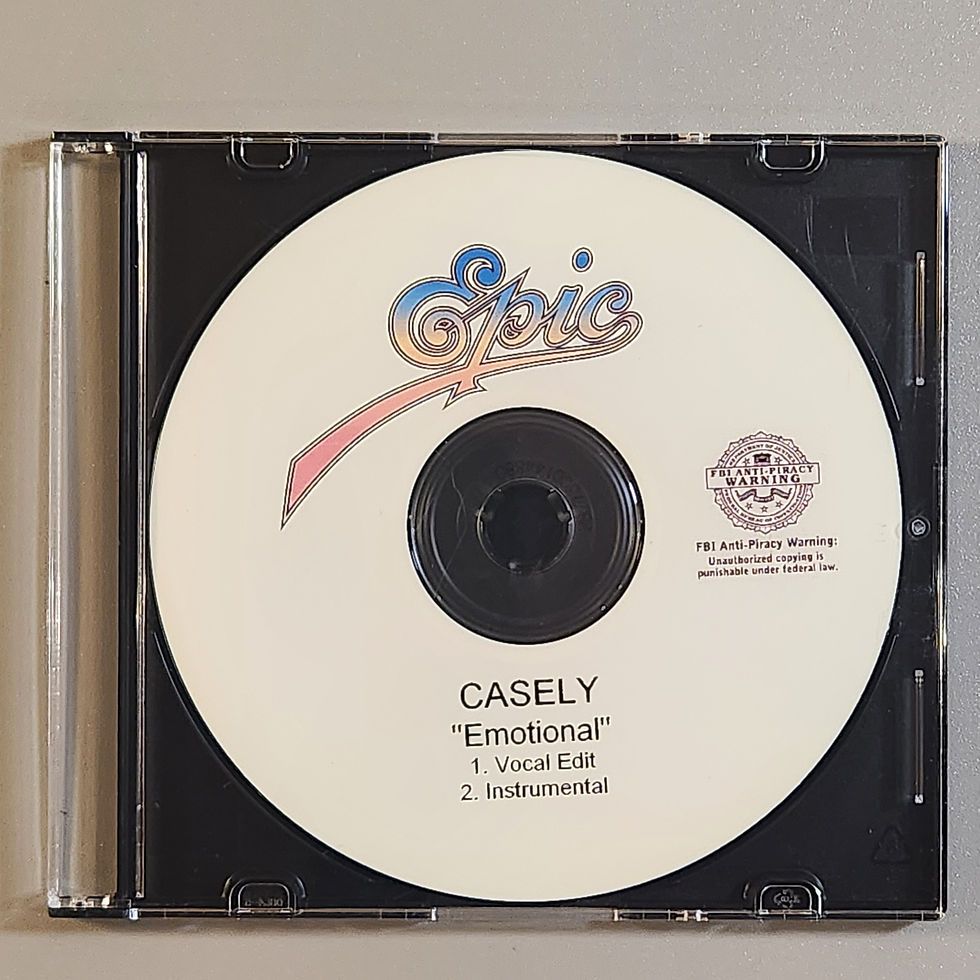 Epic
FBI ANTI-PIRACY
WARNING
FBI Anti-Piracy Warning:
Unauthorized copying is
punishable under federal law.
CASELY
"Emotional"
1. Vocal Edit
2. Instrumental